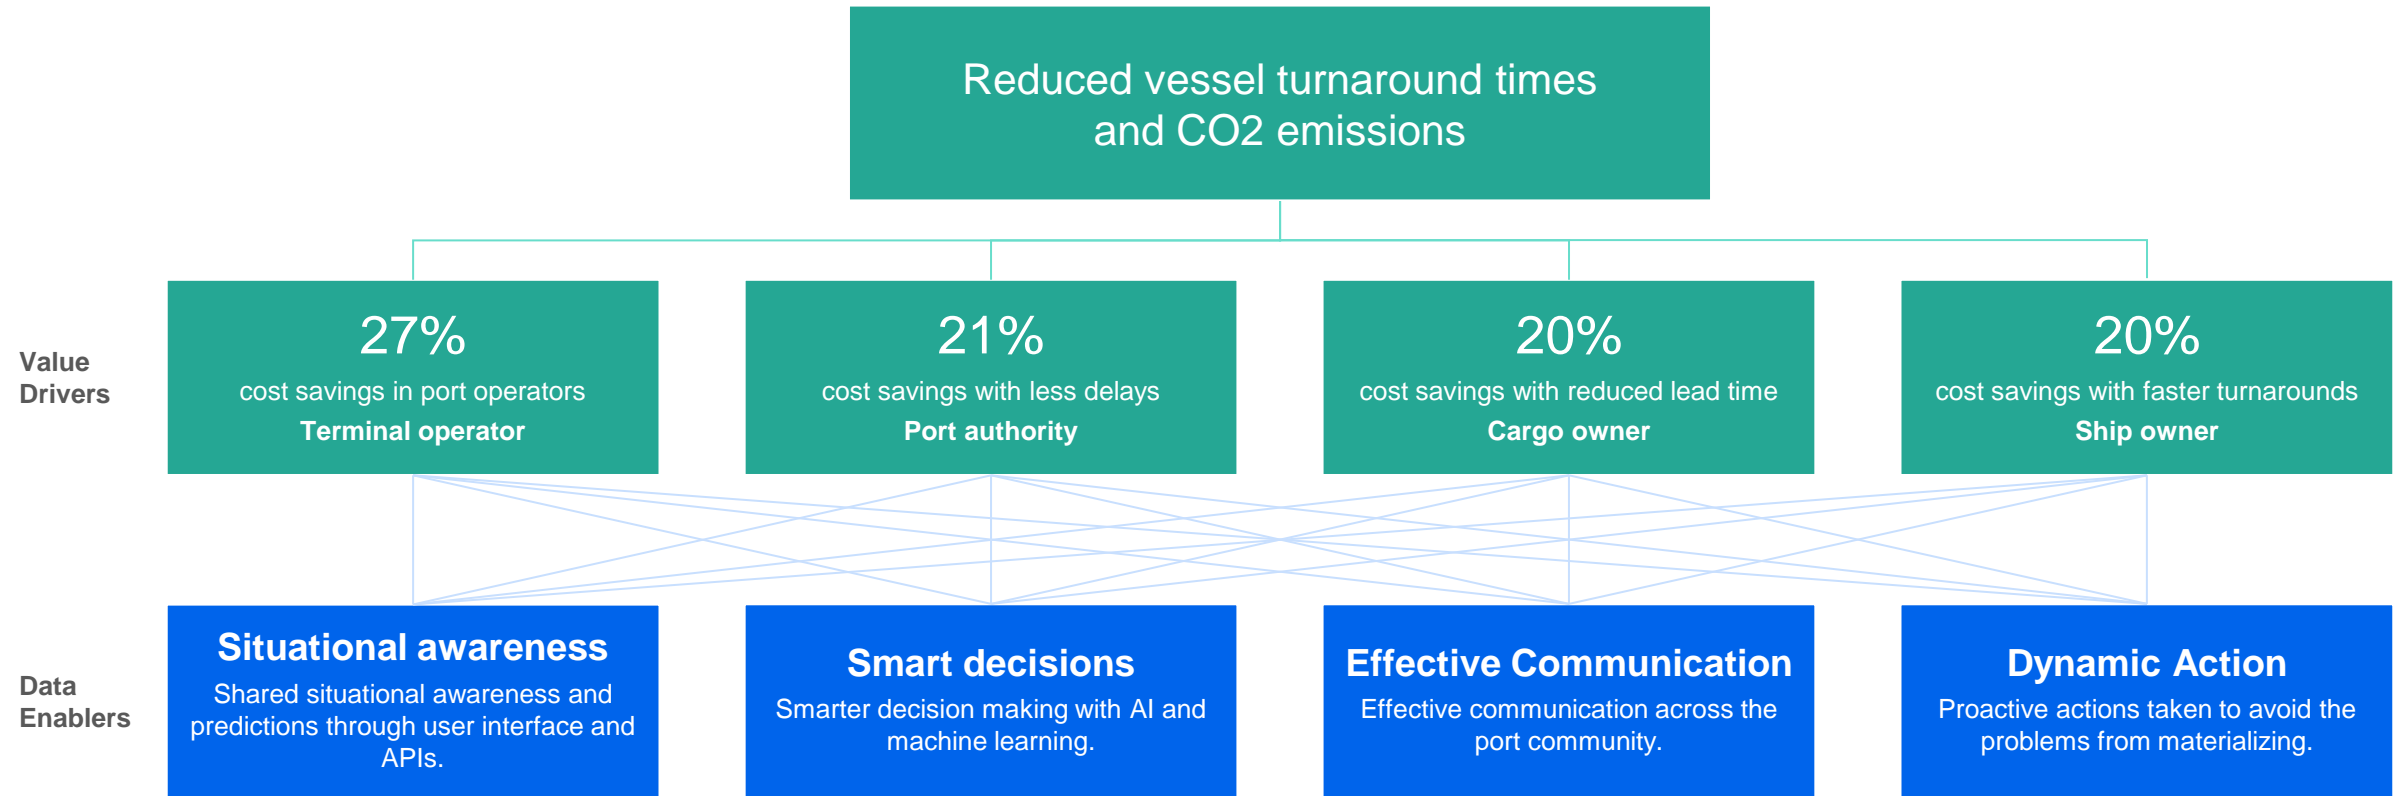 Reduced vessel turnaround times
and CO2 emissions
Value
Drivers
27%
cost savings in port operators
Terminal operator
21%
cost savings with less delays
Port authority
20%
cost savings with reduced lead time
Cargo owner
20%
cost savings with faster turnarounds
Ship owner
Data
Enablers
Situational awareness
Shared situational awareness and
predictions through user interface and
APIs.
Smart decisions
Smarter decision making with AI and
machine learning.
Effective Communication
Effective communication across the
port community.
Dynamic Action
Proactive actions taken to avoid the
problems from materializing.